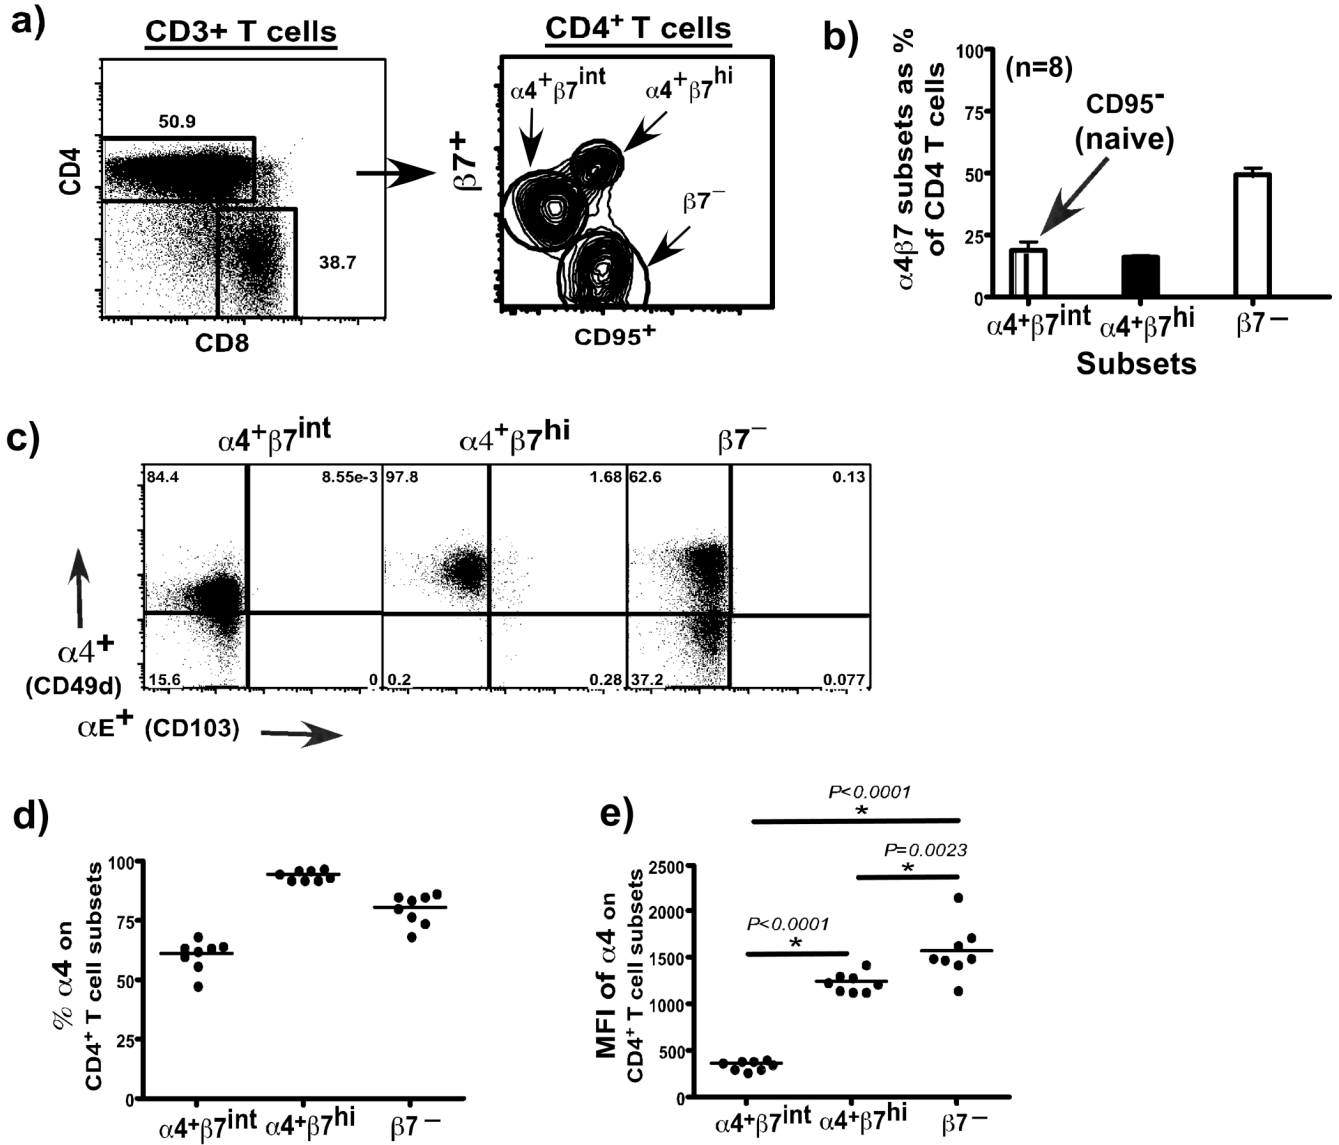 a)
CD3+ T cells
CD4⁺ T cells
50.9
38.7
CD4
CD8
α4⁺β7ⁱⁿᵗ
α4⁺β7ʰⁱ
β7⁻
β7+
CD95⁺
b)
(n=8)
CD95⁻
(naive)
α4β7 subsets as %
of CD4 T cells
100
75
50
25
0
α4⁺β7ⁱⁿᵗ α4⁺β7ʰⁱ β7⁻
Subsets
c)
α4⁺β7ⁱⁿᵗ α4⁺β7ʰⁱ β7⁻
84.4 8.55e-3 97.8 1.68 62.6 0.13
15.6 0 0.2 0.28 37.2 0.077
α4⁺
(CD49d)
αE⁺ (CD103)
d)
% α4 on
CD4⁺ T cell subsets
100
75
50
25
0
α4⁺β7ⁱⁿᵗ α4⁺β7ʰⁱ β7⁻
e)
P<0.0001
*
P=0.0023
*
P<0.0001
*
MFI of α4 on
CD4⁺ T cell subsets
2500
2000
1500
1000
500
0
α4⁺β7ⁱⁿᵗ α4⁺β7ʰⁱ β7⁻